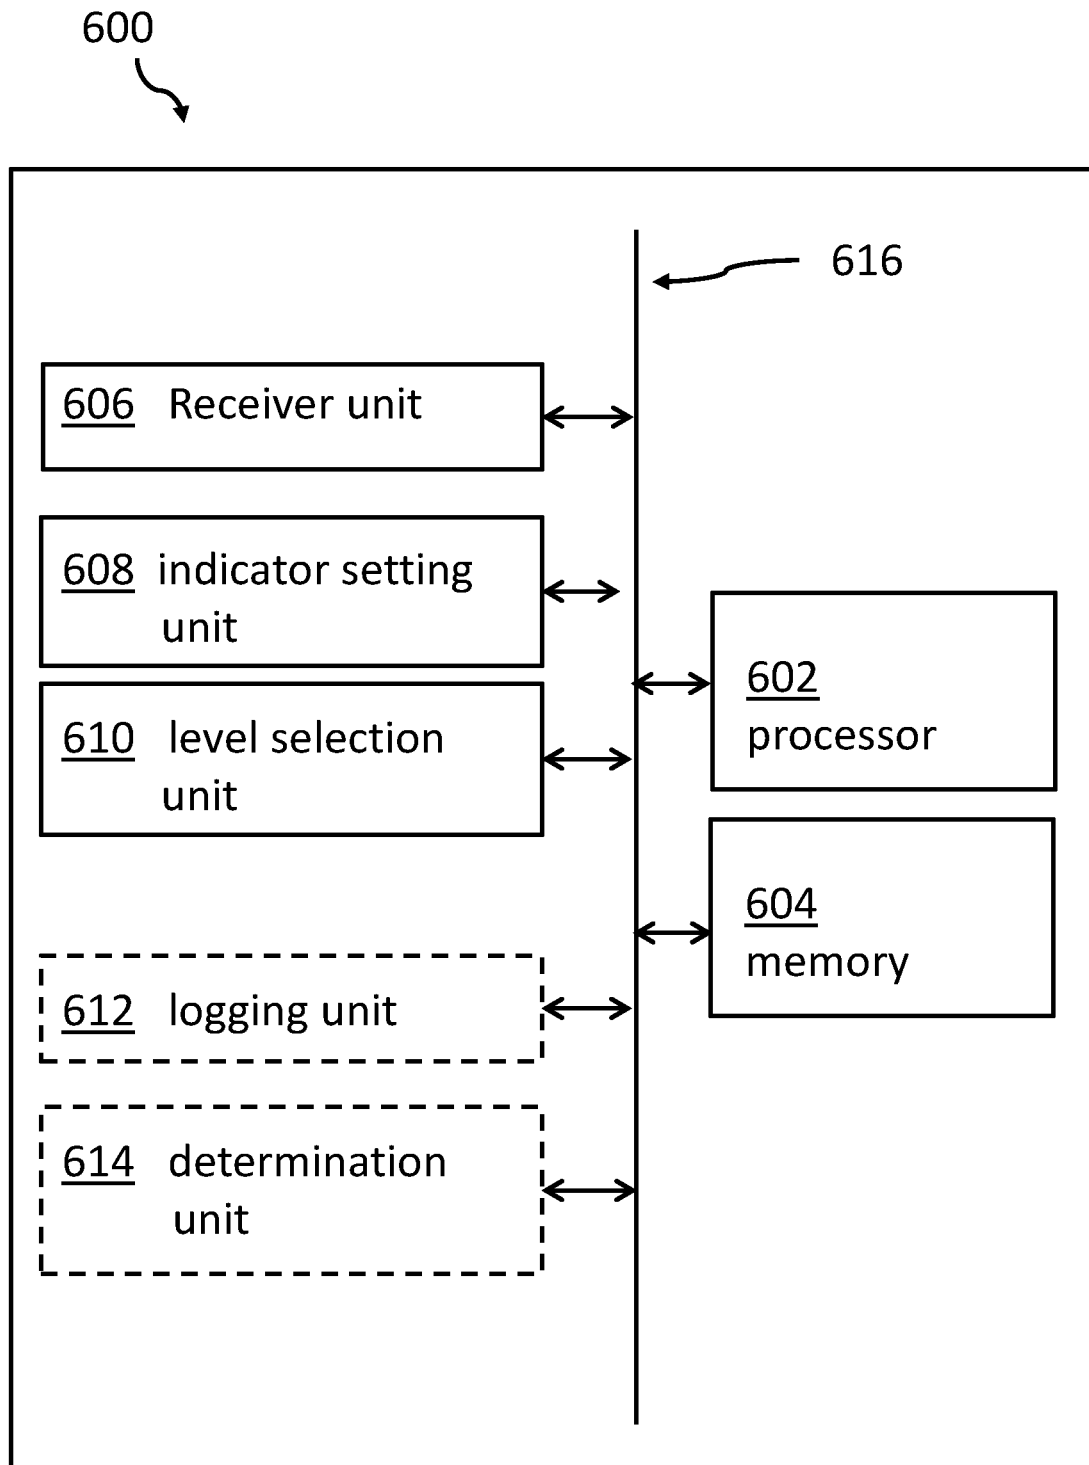 600
616
606 Receiver unit
608 indicator setting
unit
610 level selection
unit
602
processor
604
memory
612 logging unit
614 determination
unit